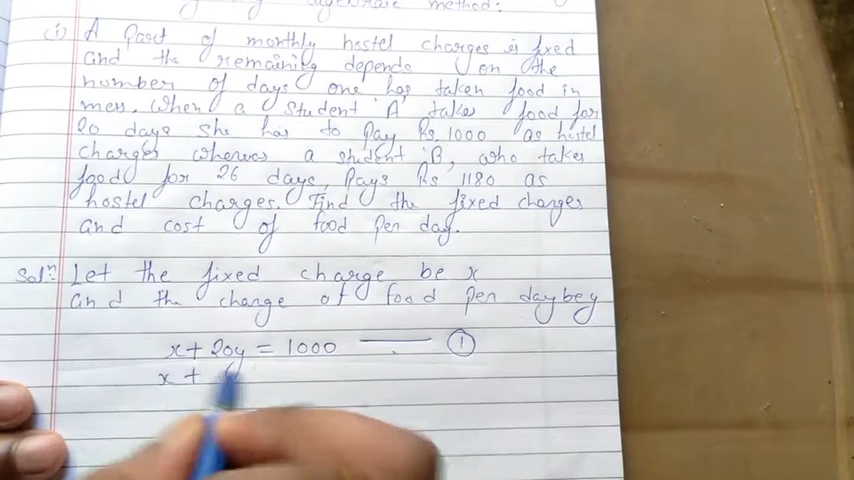 algebraic method:
(i) A part of monthly hostel charges is fixed
and the remaining depends on the
number of days one has taken food in
mess. When a student 'A' takes food for
20 days she has to pay Rs. 1000 as hostel
charges whereas a student 'B', who takes
food for 26 days, pays Rs 1180 as
hostel charges. Find the fixed charges
and cost of food per day.
Solⁿ: Let the fixed charge be x
and the charge of food per day be y
x + 20y = 1000 ——— ①
x +